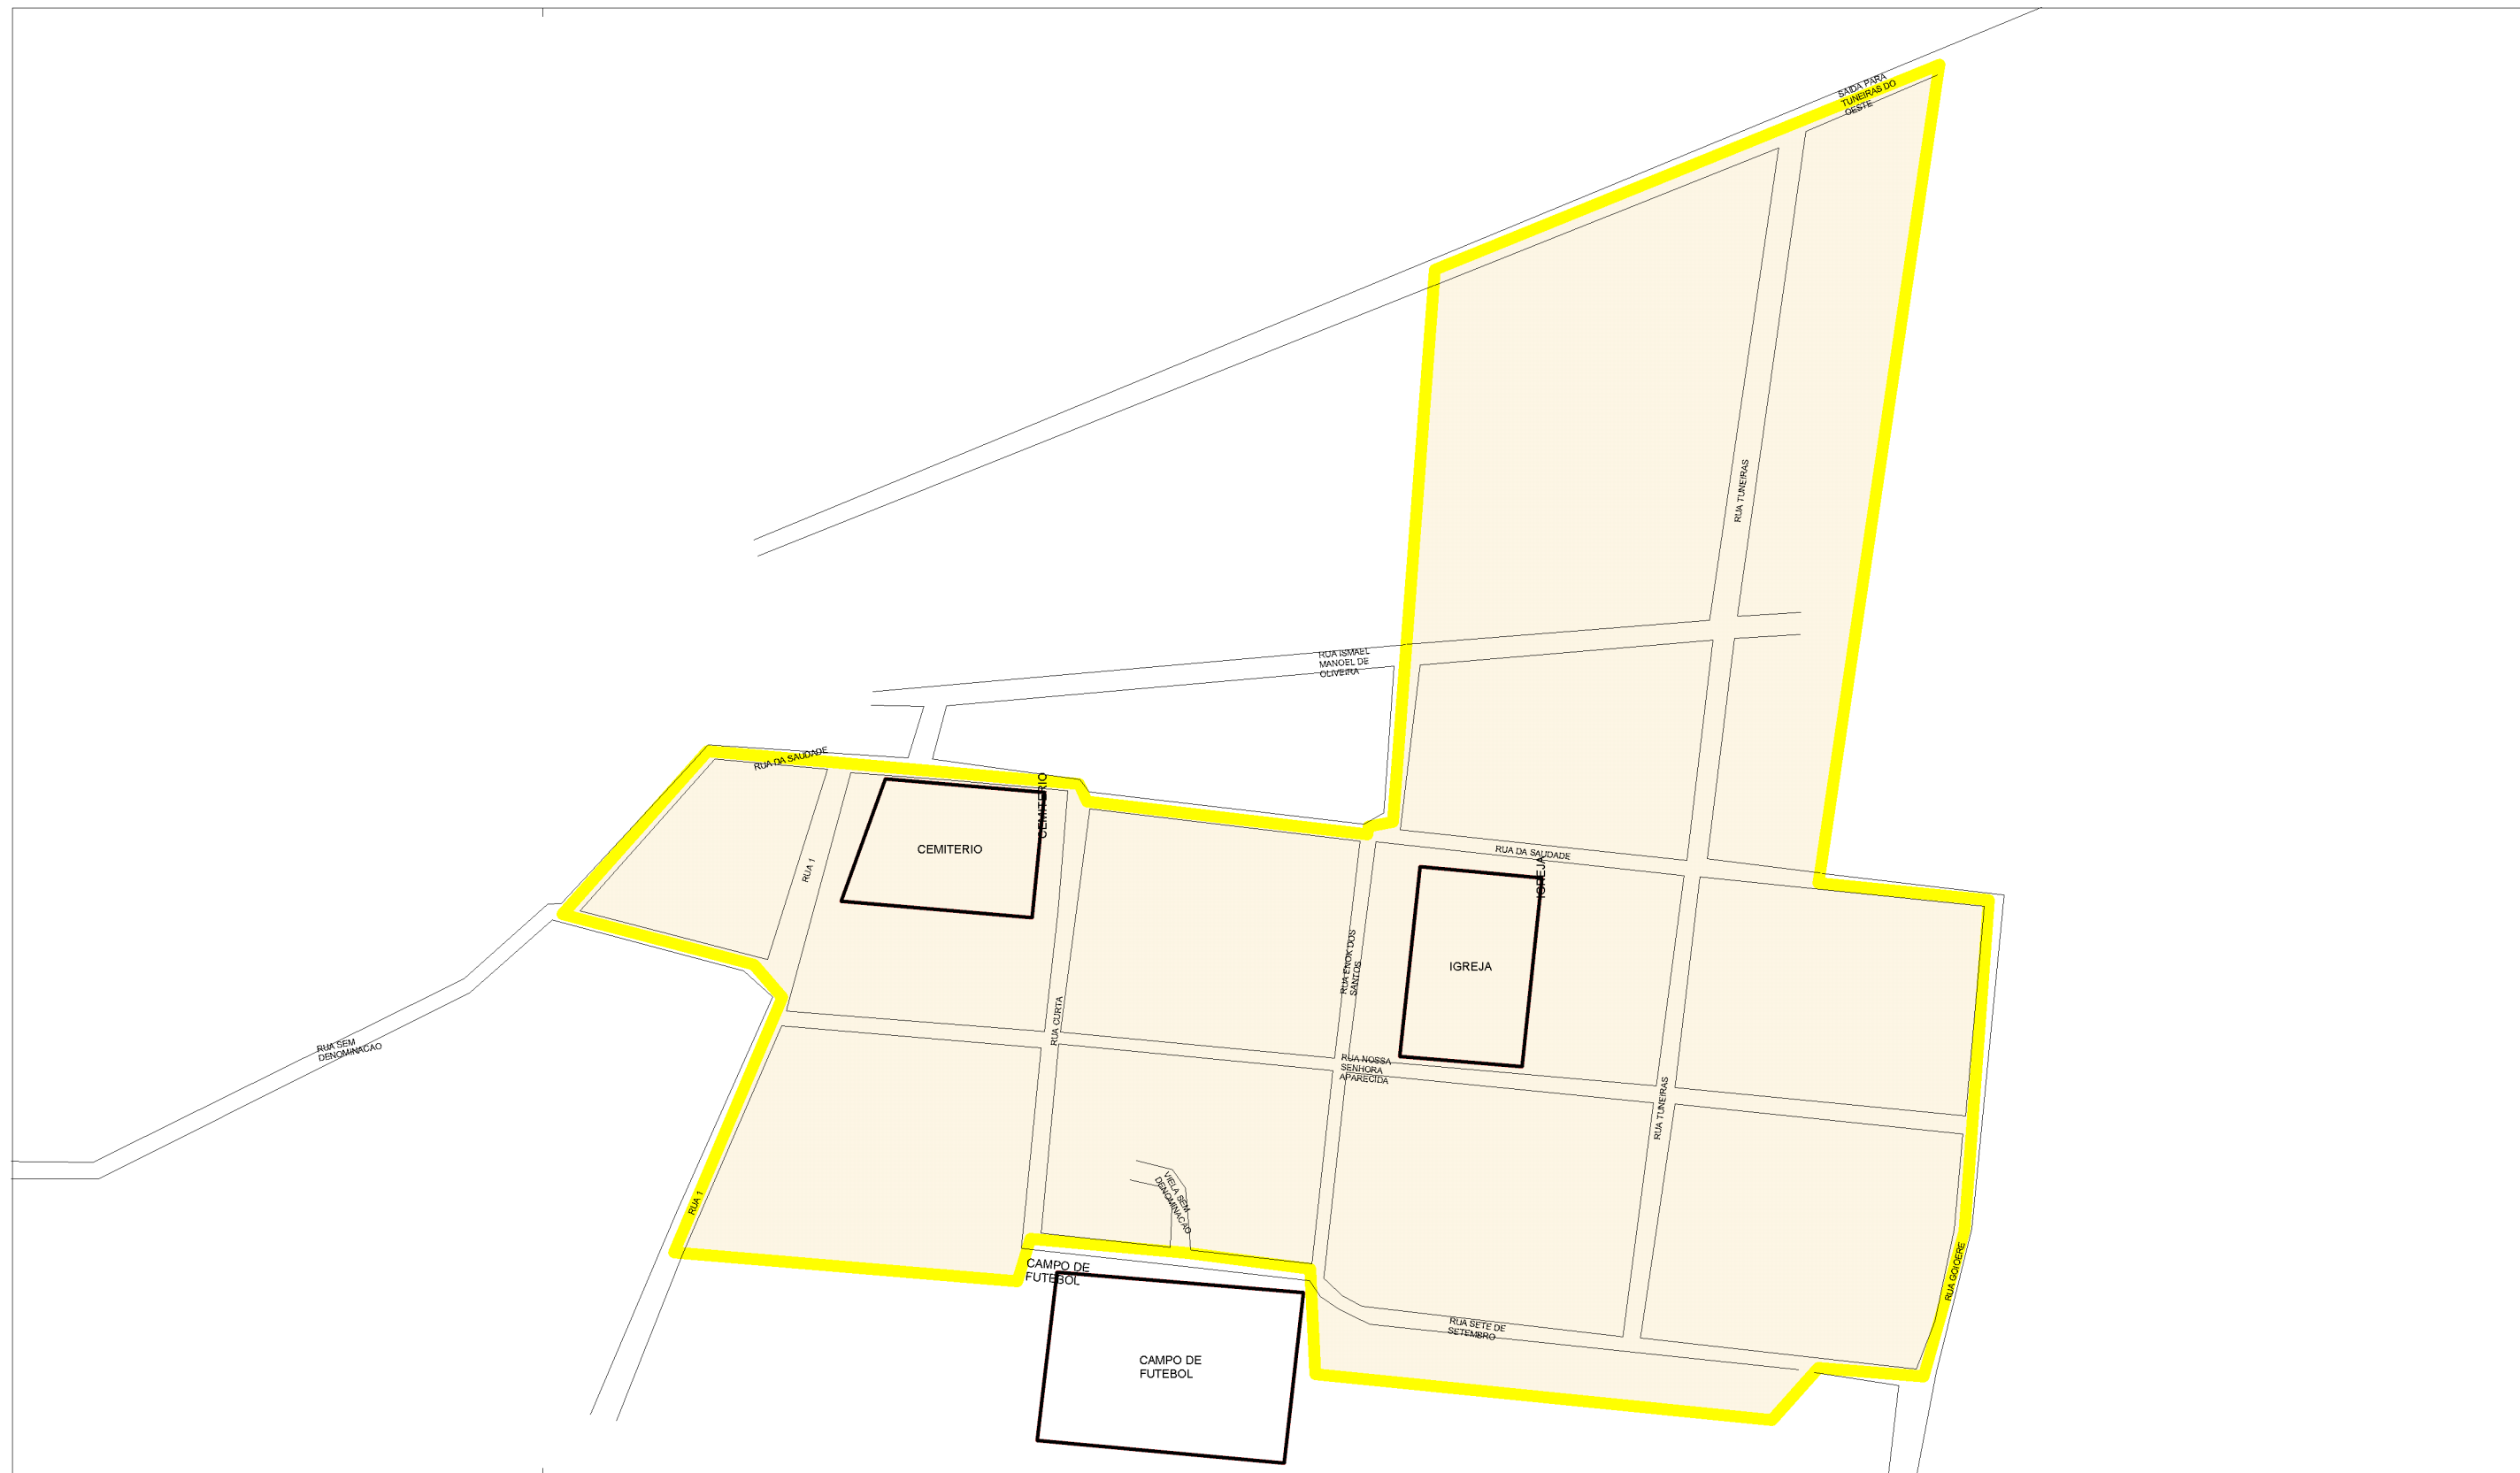 SAIDA PARA
TUNEIRAS DO
OESTE
RUA TUNEIRAS
RUA ISMAEL
MANOEL DE
OLIVEIRA
RUA DA SAUDADE
CEMITERIO
CEMITERIO
RUA 1
RUA DA SAUDADE
IGREJA
IGREJA
RUA ENOK DOS
SANTOS
RUA CURTA
RUA SEM
DENOMINACAO
RUA NOSSA
SENHORA
APARECIDA
RUA TUNEIRAS
VIELA SEM
DENOMINACAO
RUA 1
RUA GOIOERE
CAMPO DE
FUTEBOL
RUA SETE DE
SETEMBRO
CAMPO DE
FUTEBOL